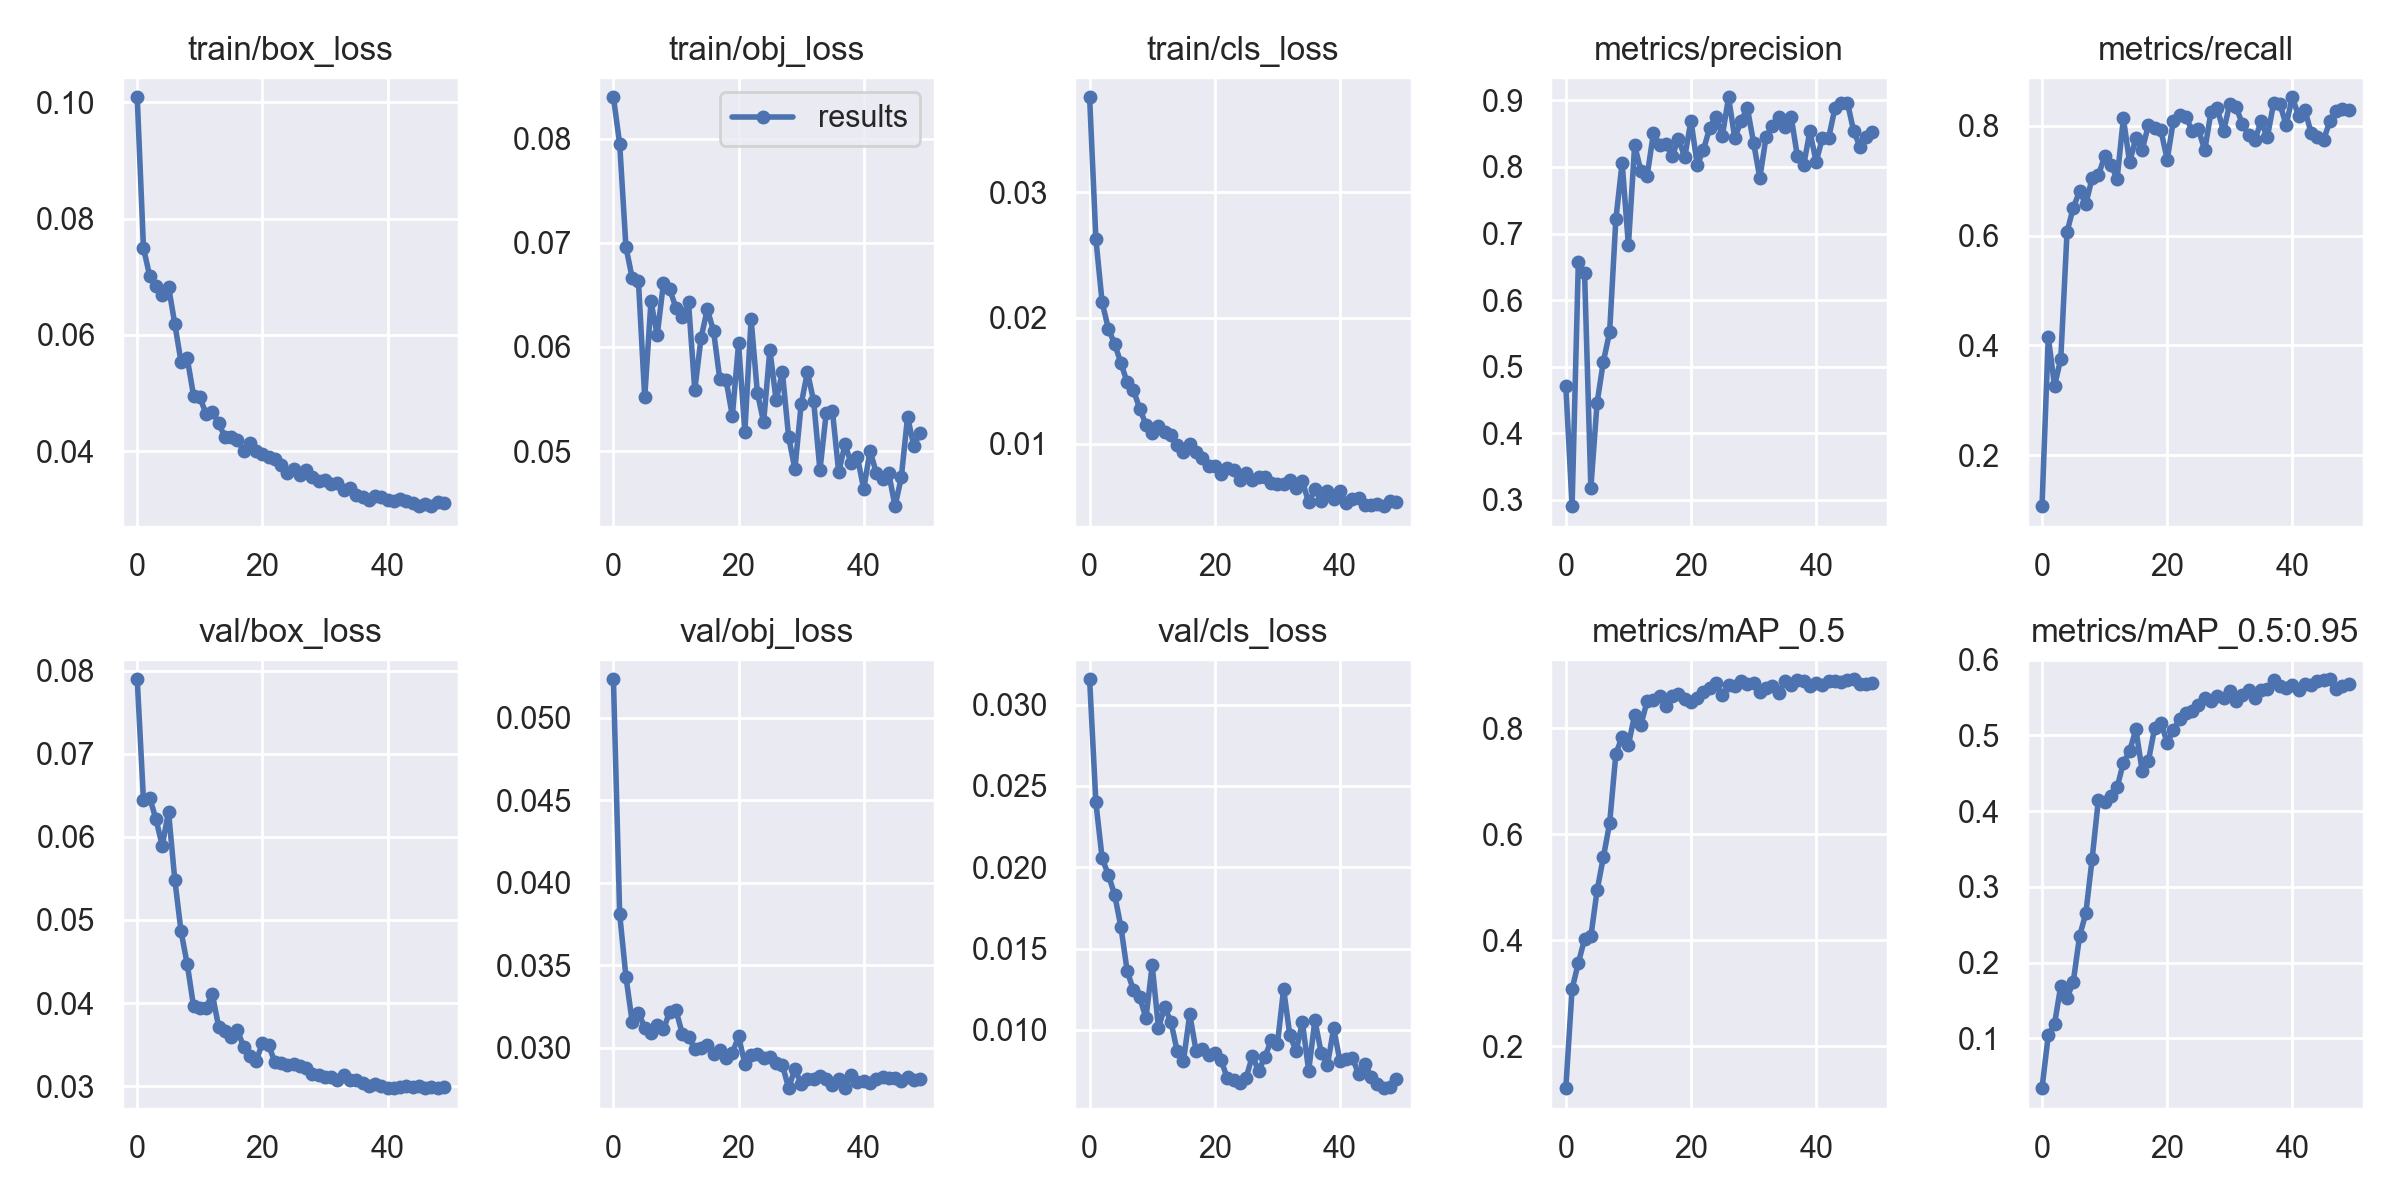 train/box_loss
0.10
0.08
0.06
0.04
0 20 40
train/obj_loss
results
0.08
0.07
0.06
0.05
0 20 40
train/cls_loss
0.03
0.02
0.01
0 20 40
metrics/precision
0.9
0.8
0.7
0.6
0.5
0.4
0.3
0 20 40
metrics/recall
0.8
0.6
0.4
0.2
0 20 40
val/box_loss
0.08
0.07
0.06
0.05
0.04
0.03
0 20 40
val/obj_loss
0.050
0.045
0.040
0.035
0.030
0 20 40
val/cls_loss
0.030
0.025
0.020
0.015
0.010
0 20 40
metrics/mAP_0.5
0.8
0.6
0.4
0.2
0 20 40
metrics/mAP_0.5:0.95
0.6
0.5
0.4
0.3
0.2
0.1
0 20 40